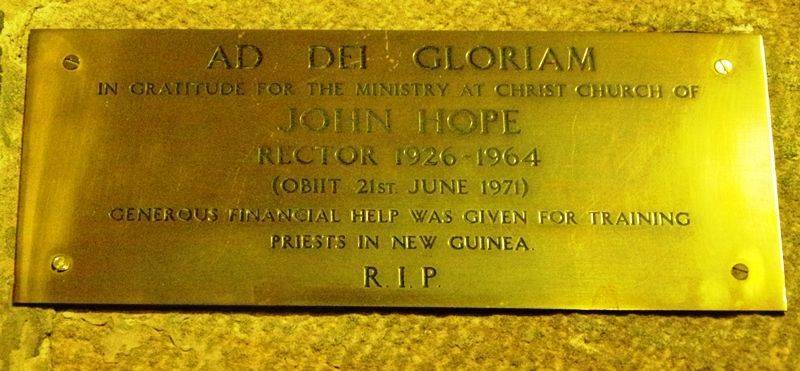 AD DEI GLORIAM
IN GRATITUDE FOR THE MINISTRY AT CHRIST CHURCH OF
JOHN HOPE
RECTOR 1926-1964
(OBIIT 21ST. JUNE 1971)
GENEROUS FINANCIAL HELP WAS GIVEN FOR TRAINING
PRIESTS IN NEW GUINEA.
R.I.P.